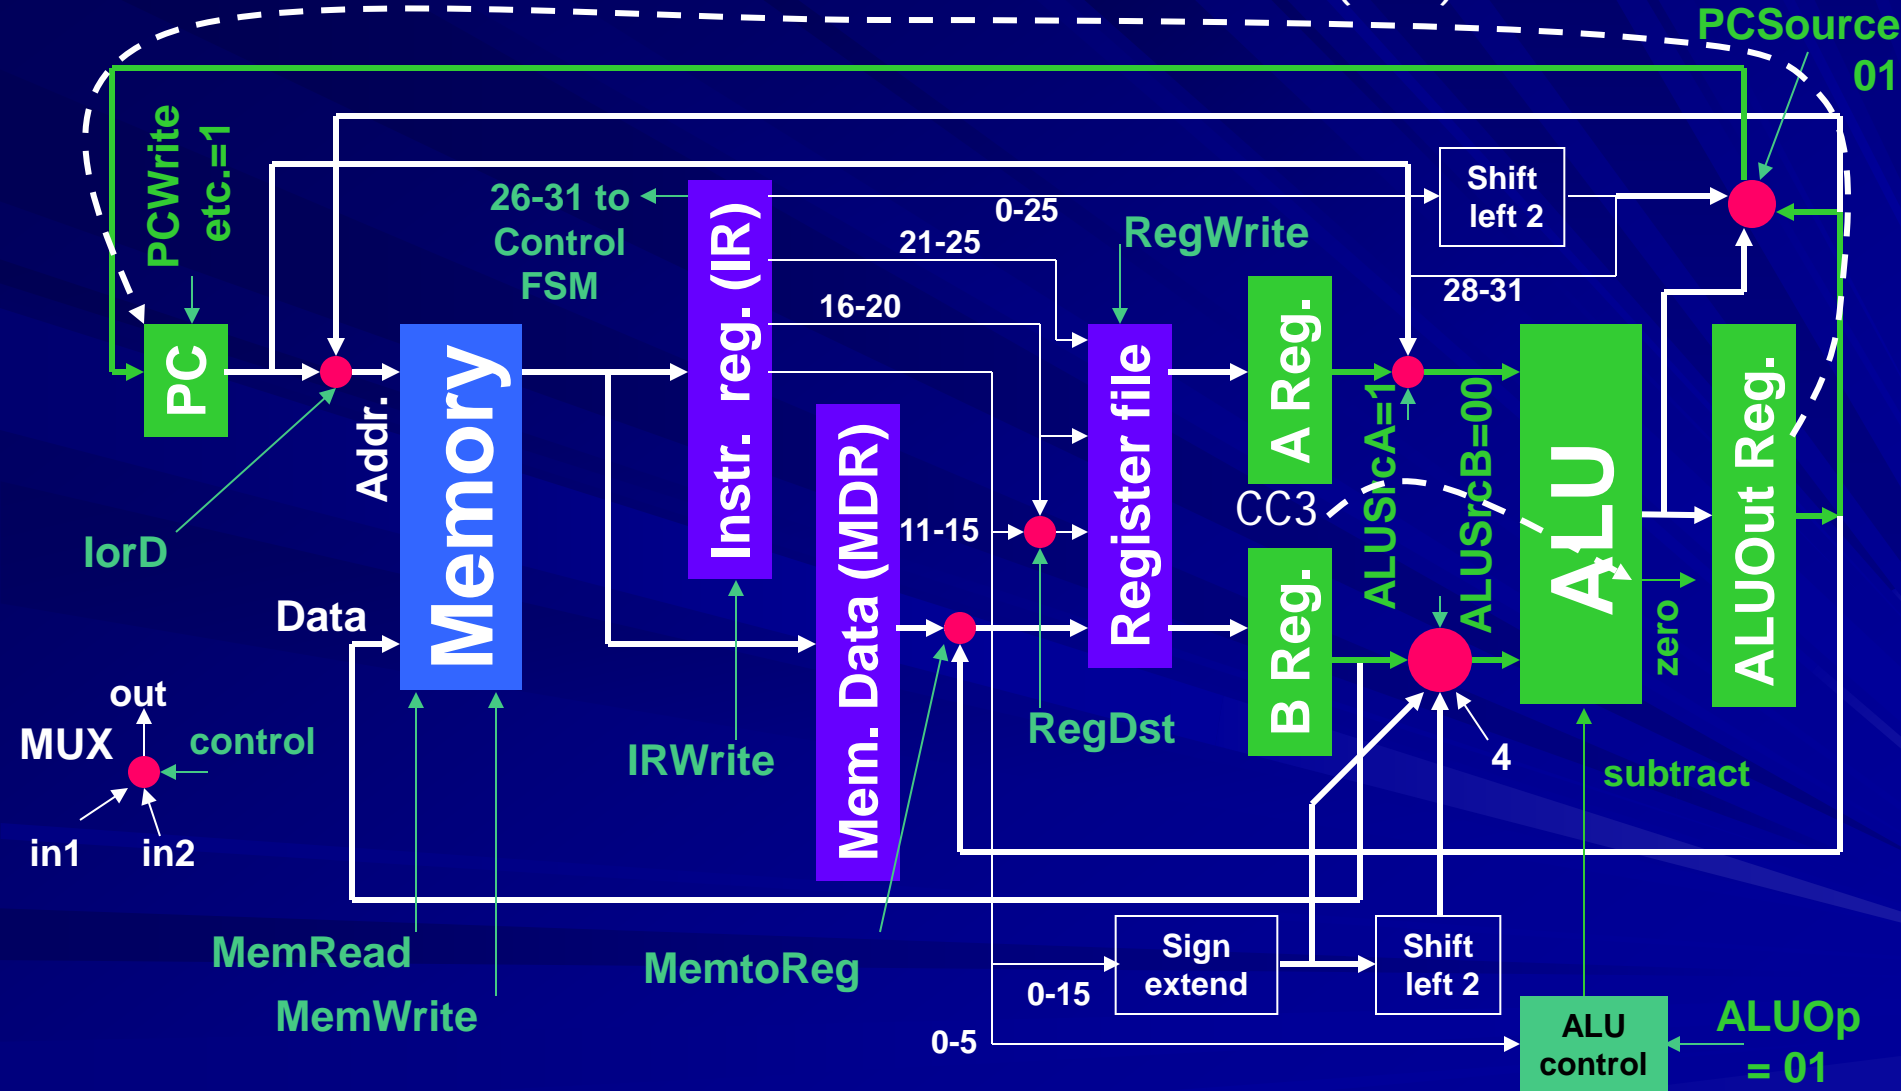 PCSource
01
PCWrite
etc.=1
26-31 to
Control
FSM
0-25
Shift
left 2
21-25
RegWrite
28-31
16-20
PC
Addr.
Memory
Instr. reg. (IR)
Mem. Data (MDR)
Register file
A Reg.
ALUSrcA=1
ALUSrcB=00
ALU
ALUOut Reg.
CC3
11-15
IorD
Data
B Reg.
zero
out
MUX
control
in1
in2
IRWrite
RegDst
4
subtract
MemRead
MemWrite
MemtoReg
Sign
extend
Shift
left 2
0-15
0-5
ALU
control
ALUOp
= 01